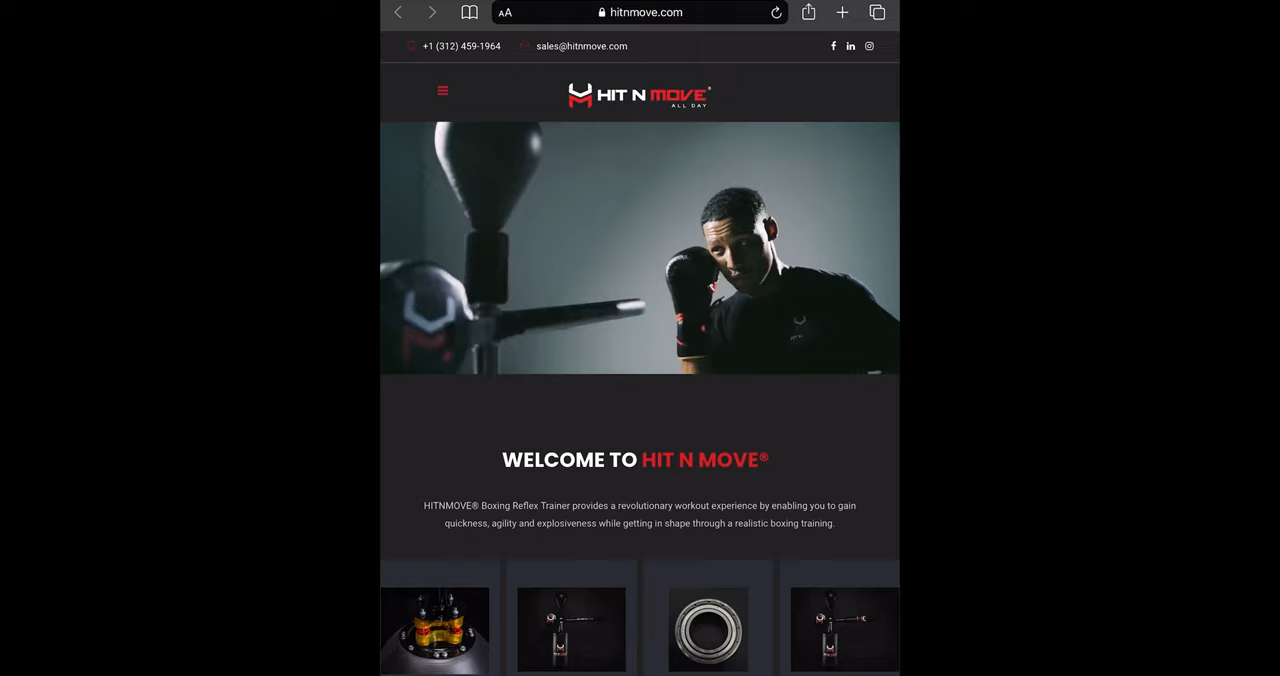 AA hitnmove.com
+1 (312) 459-1964 sales@hitnmove.com
HIT N MOVE®
ALL DAY
WELCOME TO HIT N MOVE®
HITNMOVE® Boxing Reflex Trainer provides a revolutionary workout experience by enabling you to gain
quickness, agility and explosiveness while getting in shape through a realistic boxing training.